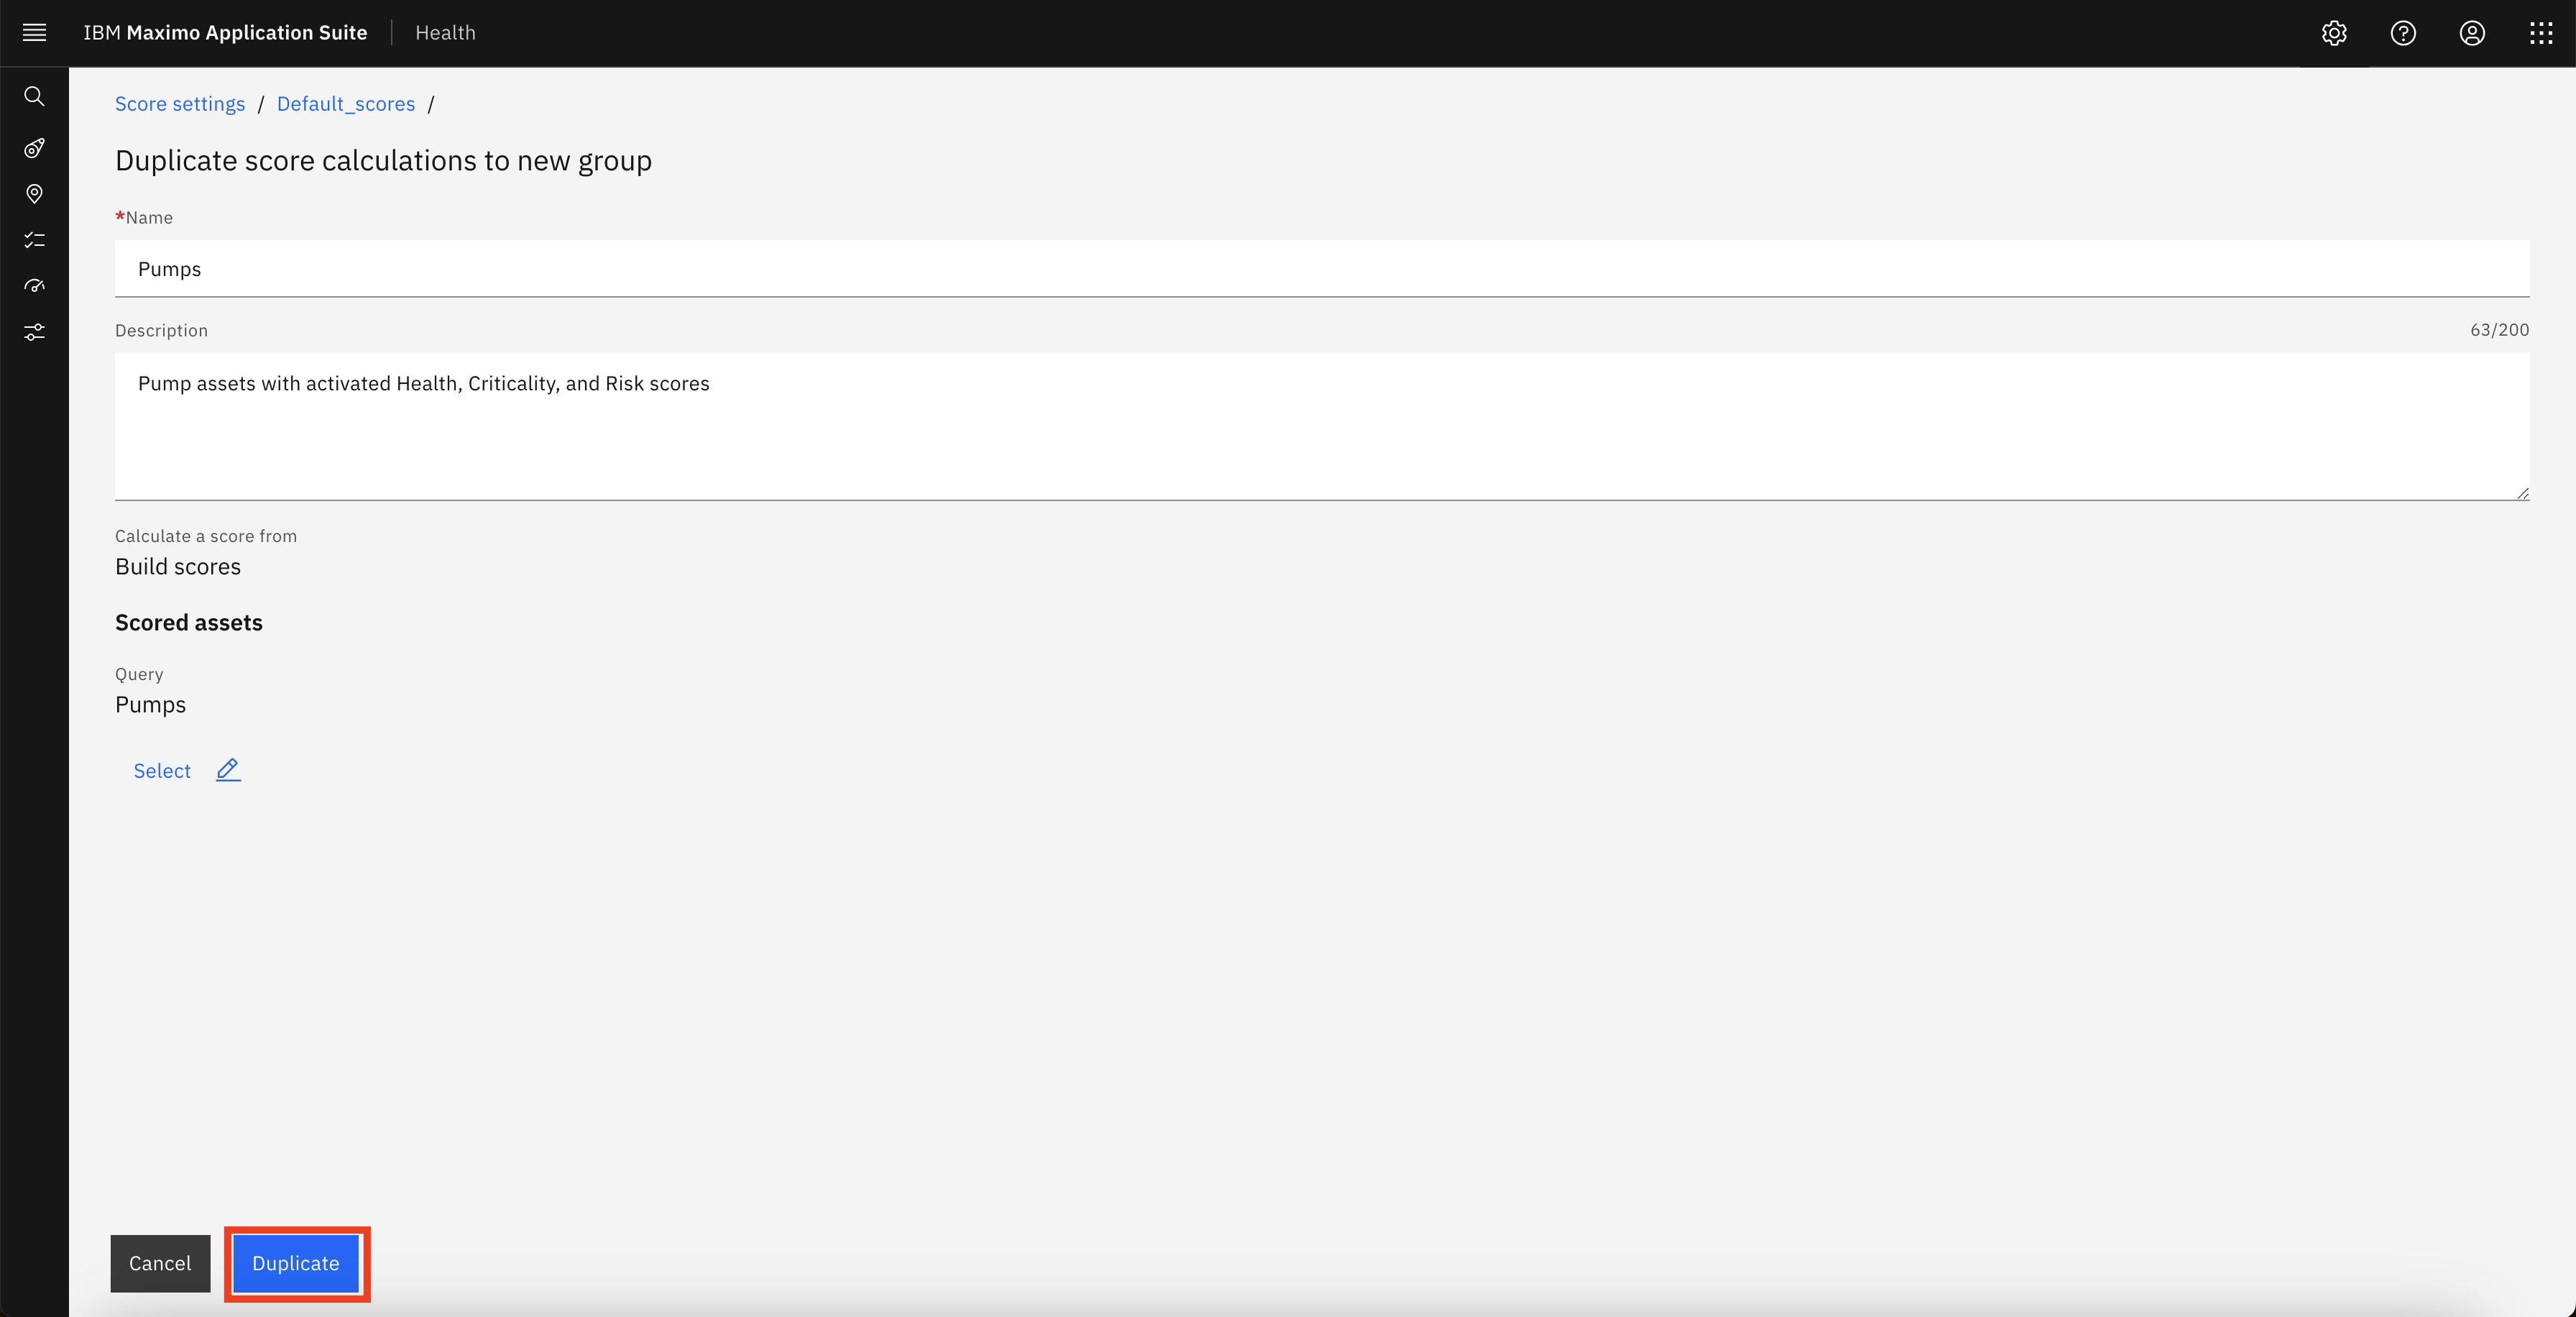 IBM Maximo Application Suite Health
Score settings / Default_scores /
Duplicate score calculations to new group
*Name
Pumps
Description 63/200
Pump assets with activated Health, Criticality, and Risk scores
Calculate a score from
Build scores
Scored assets
Query
Pumps
Select
Cancel Duplicate